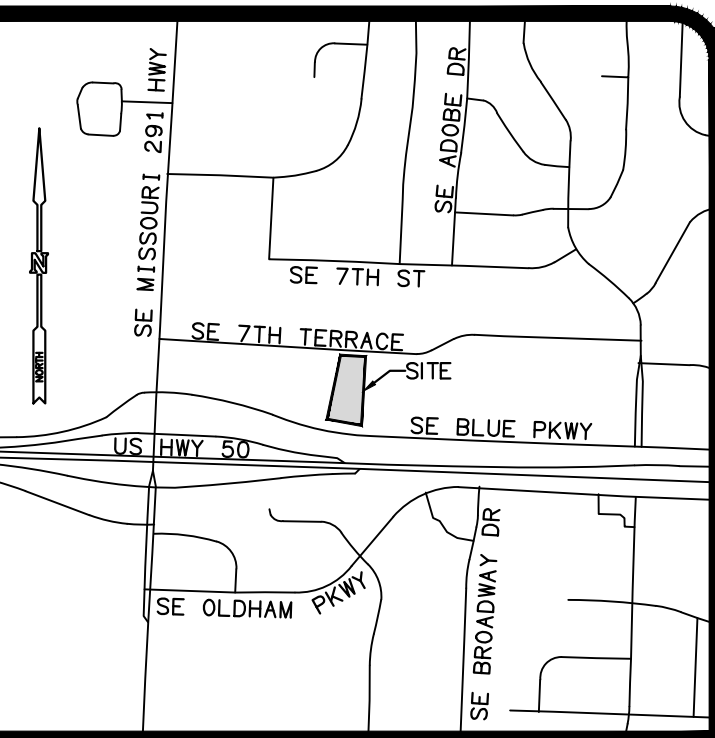 SE MISSOURI 291 HWY
SE ADOBE DR
N
NORTH
SE 7TH ST
SE 7TH TERRACE
SITE
SE BLUE PKWY
US HWY 50
SE OLDHAM PKWY
SE BROADWAY DR